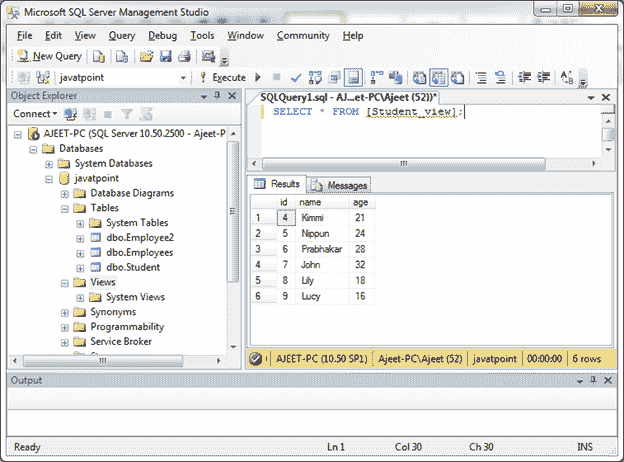 Microsoft SQL Server Management Studio
File Edit View Query Debug Tools Window Community Help
New Query
javatpoint Execute
Object Explorer
Connect
AJEET-PC (SQL Server 10.50.2500 - Ajeet-P
Databases
System Databases
javatpoint
Database Diagrams
Tables
System Tables
dbo.Employee2
dbo.Employees
dbo.Student
Views
System Views
Synonyms
Programmability
Service Broker
SQLQuery1.sql - AJ...et-PC\Ajeet (52))*
SELECT * FROM [Student_view];
Results Messages
id name age
1 4 Kimmi 21
2 5 Nippun 24
3 6 Prabhakar 28
4 7 John 32
5 8 Lily 18
6 9 Lucy 16
AJEET-PC (10.50 SP1) Ajeet-PC\Ajeet (52) javatpoint 00:00:00 6 rows
Output
Ready Ln 1 Col 30 Ch 30 INS